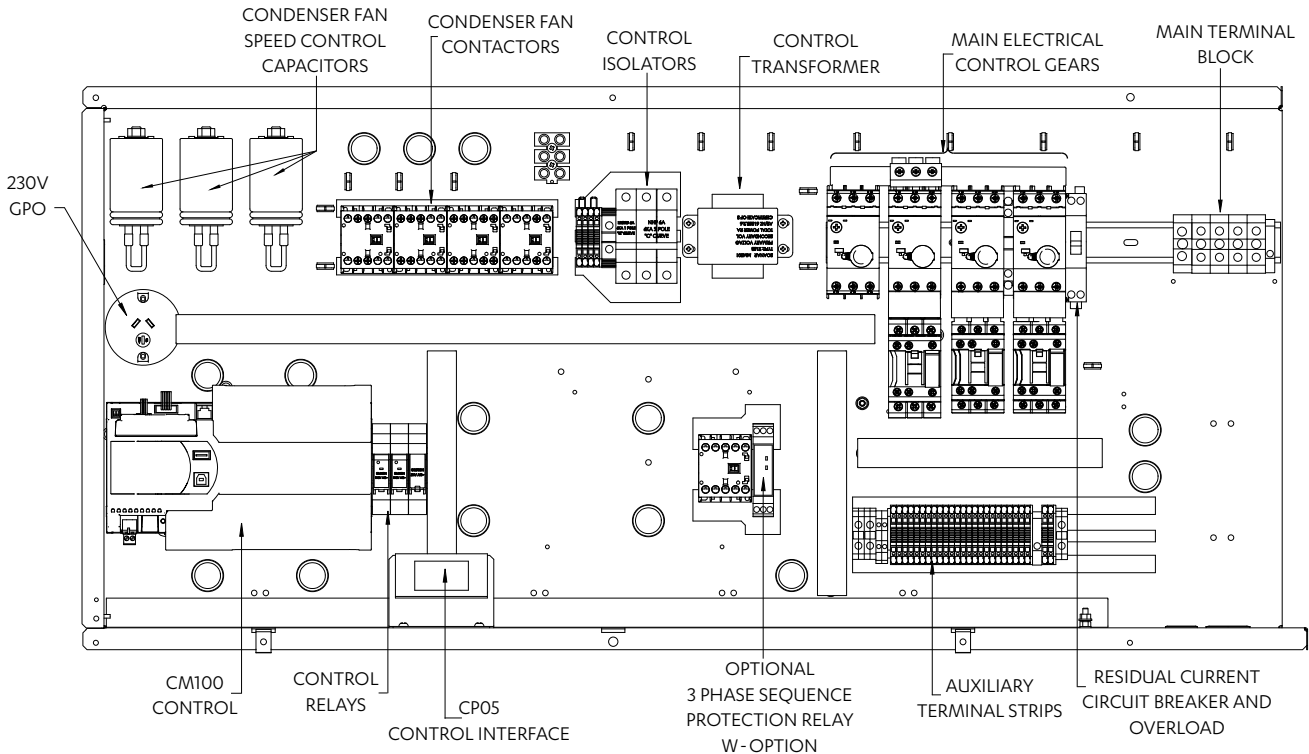 CONDENSER FAN
SPEED CONTROL
CAPACITORS
CONDENSER FAN
CONTACTORS
CONTROL
ISOLATORS
CONTROL
TRANSFORMER
MAIN ELECTRICAL
CONTROL GEARS
MAIN TERMINAL
BLOCK
230V
GPO
CM100
CONTROL
CONTROL
RELAYS
CP05
CONTROL INTERFACE
OPTIONAL
3 PHASE SEQUENCE
PROTECTION RELAY
W-OPTION
AUXILIARY
TERMINAL STRIPS
RESIDUAL CURRENT
CIRCUIT BREAKER AND
OVERLOAD